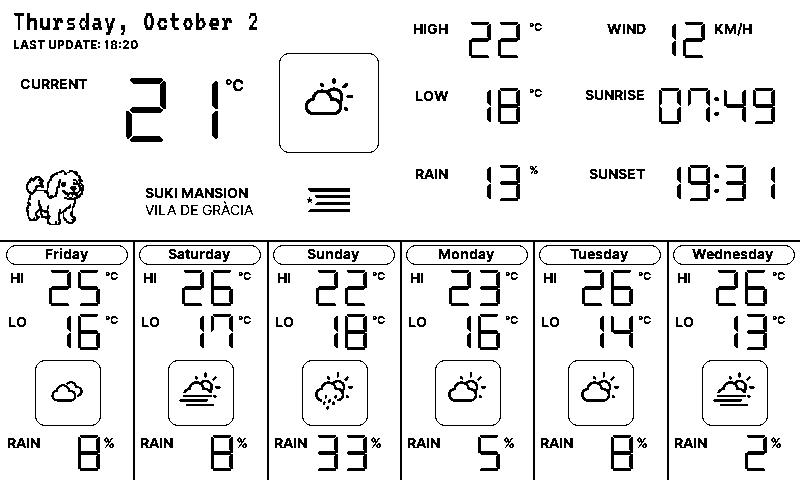 Thursday, October 2
LAST UPDATE: 18:20
CURRENT 21 °C
HIGH 22 °C
WIND 12 KM/H
LOW 18 °C
SUNRISE 07:49
RAIN 13 %
SUNSET 19:31
SUKI MANSION
VILA DE GRÀCIA
Friday
HI 25 °C
LO 16 °C
RAIN 8 %
Saturday
HI 26 °C
LO 17 °C
RAIN 8 %
Sunday
HI 22 °C
LO 18 °C
RAIN 33 %
Monday
HI 23 °C
LO 16 °C
RAIN 5 %
Tuesday
HI 26 °C
LO 14 °C
RAIN 8 %
Wednesday
HI 26 °C
LO 13 °C
RAIN 2 %